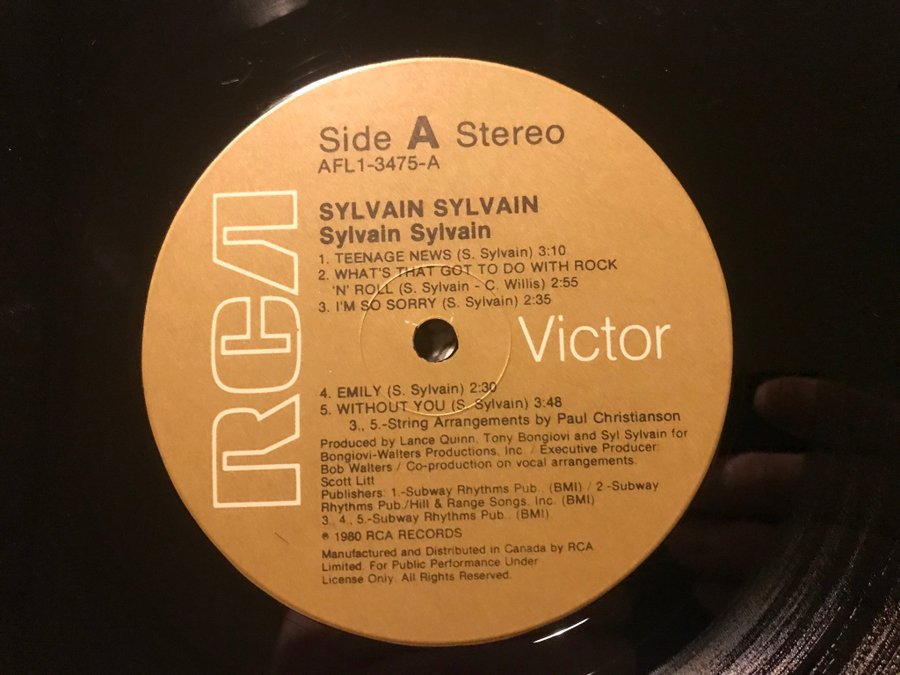 RCA
Side A Stereo
AFL1-3475-A
SYLVAIN SYLVAIN
Sylvain Sylvain
1. TEENAGE NEWS (S. Sylvain) 3:10
2. WHAT'S THAT GOT TO DO WITH ROCK
'N' ROLL (S. Sylvain - C. Willis) 2:55
3. I'M SO SORRY (S. Sylvain) 2:35
Victor
4. EMILY (S. Sylvain) 2:30
5. WITHOUT YOU (S. Sylvain) 3:48
3., 5.-String Arrangements by Paul Christianson
Produced by Lance Quinn, Tony Bongiovi and Syl Sylvain for
Bongiovi-Walters Productions, Inc. / Executive Producer:
Bob Walters / Co-production on vocal arrangements:
Scott Litt
Publishers: 1.-Subway Rhythms Pub., (BMI) / 2.-Subway
Rhythms Pub./Hill & Range Songs, Inc. (BMI)
3., 4., 5.-Subway Rhythms Pub., (BMI)
℗ 1980 RCA RECORDS
Manufactured and Distributed in Canada by RCA
Limited. For Public Performance Under
License Only. All Rights Reserved.